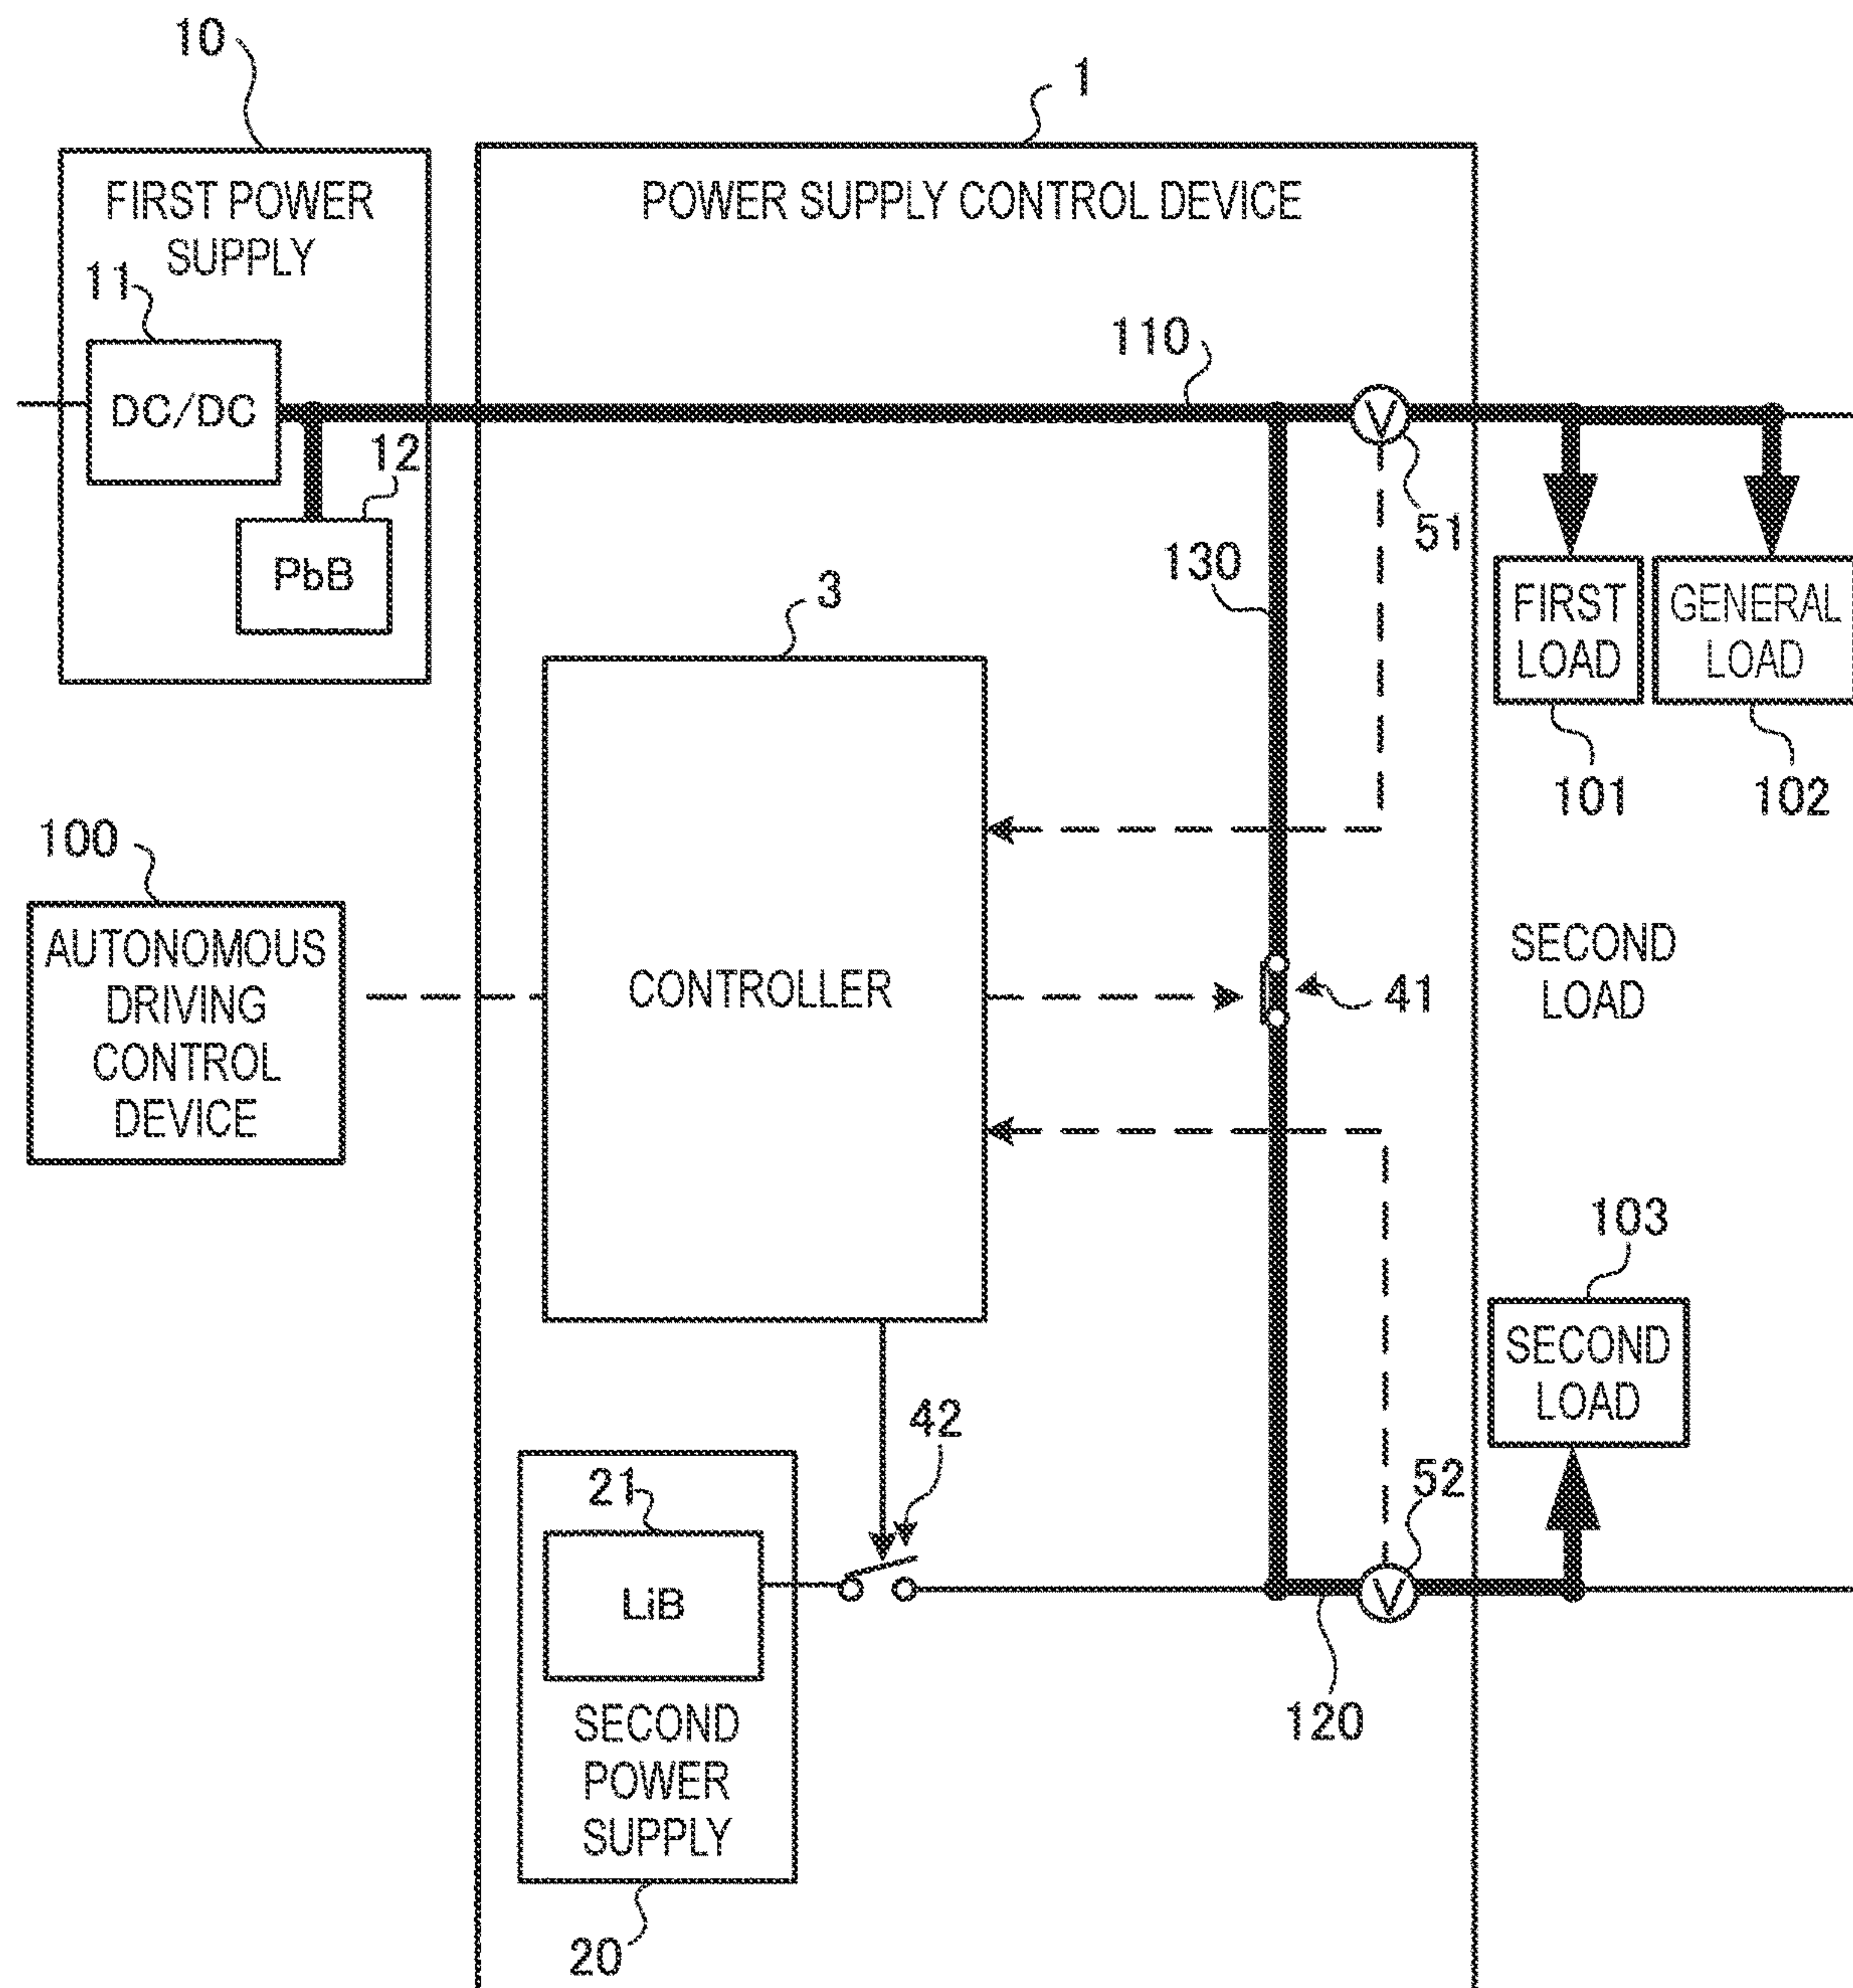 10
1
FIRST POWER
SUPPLY
POWER SUPPLY CONTROL DEVICE
11
DC/DC
12
PbB
110
V
51
130
3
FIRST
LOAD
GENERAL
LOAD
101
102
100
AUTONOMOUS
DRIVING
CONTROL
DEVICE
CONTROLLER
41
SECOND
LOAD
103
SECOND
LOAD
42
52
V
21
LiB
SECOND
POWER
SUPPLY
120
20